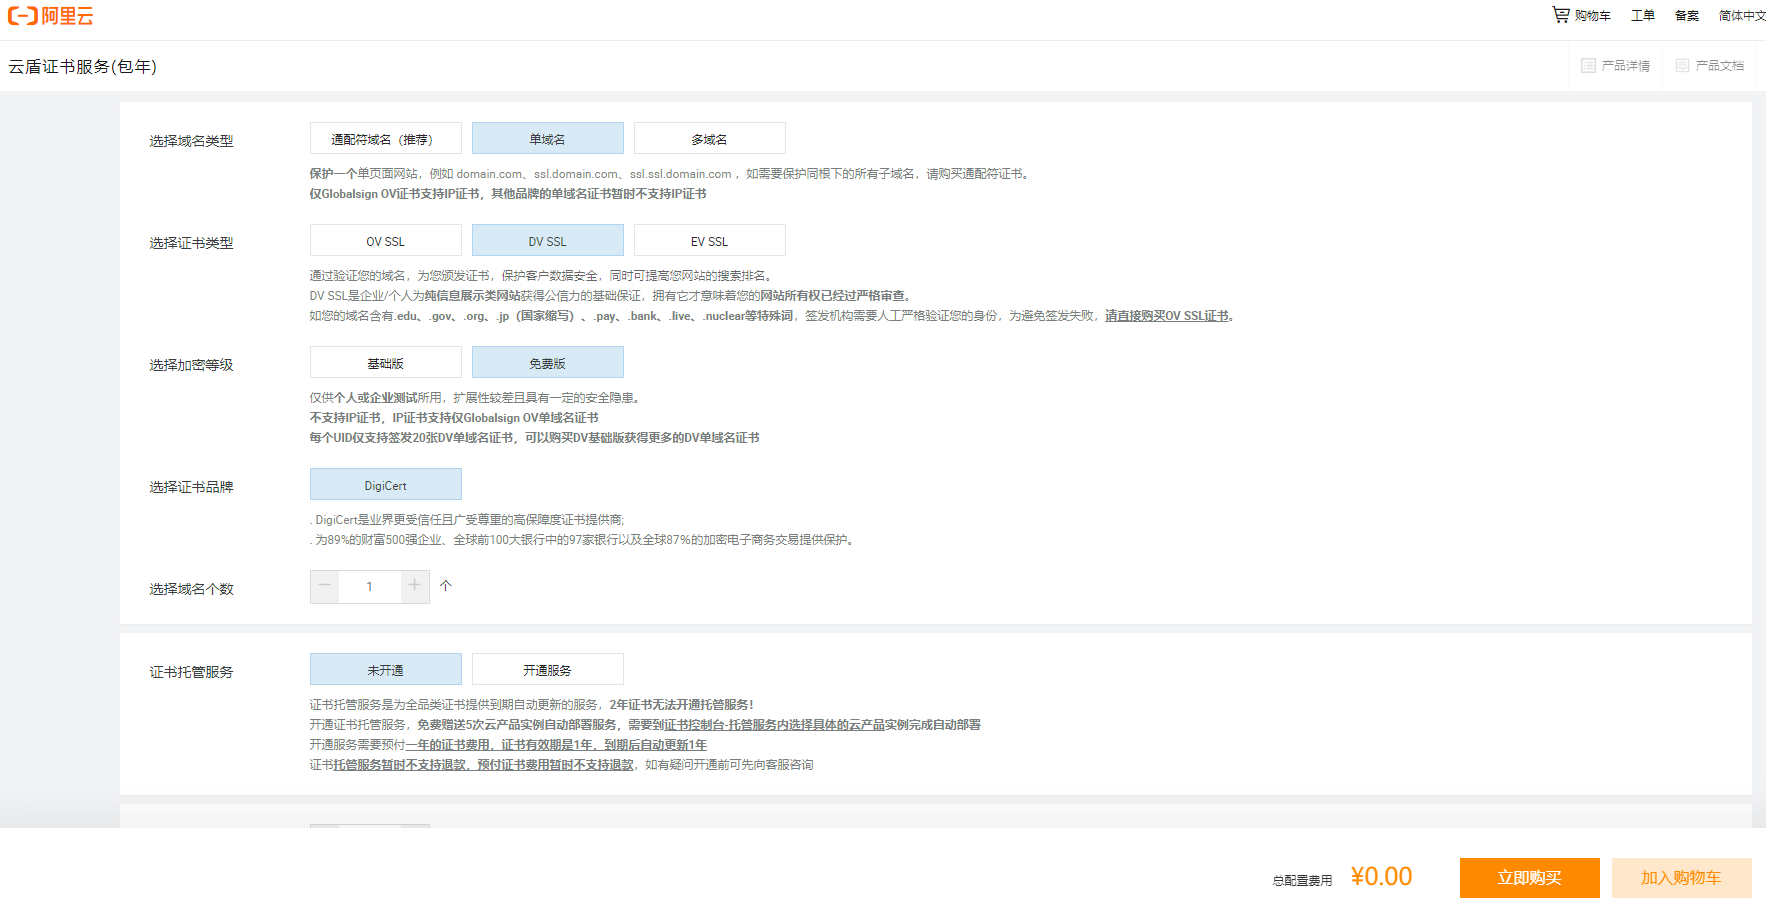 阿里云
购物车 工单 备案 简体中文
云盾证书服务(包年)
产品详情 产品文档
选择域名类型
通配符域名（推荐） 单域名 多域名
保护一个单页面网站，例如 domain.com、ssl.domain.com、ssl.ssl.domain.com ，如需要保护同根下的所有子域名，请购买通配符证书。
仅Globalsign OV证书支持IP证书，其他品牌的单域名证书暂时不支持IP证书
选择证书类型
OV SSL DV SSL EV SSL
通过验证您的域名，为您颁发证书，保护客户数据安全，同时可提高您网站的搜索排名。
DV SSL是企业/个人为纯信息展示类网站获得公信力的基础保证，拥有它才意味着您的网站所有权已经过严格审查。
如您的域名含有.edu、.gov、.org、.jp（国家缩写）、.pay、.bank、.live、.nuclear等特殊词，签发机构需要人工严格验证您的身份，为避免签发失败，请直接购买OV SSL证书。
选择加密等级
基础版 免费版
仅供个人或企业测试所用，扩展性较差且具有一定的安全隐患。
不支持IP证书，IP证书支持仅Globalsign OV单域名证书
每个UID仅支持签发20张DV单域名证书，可以购买DV基础版获得更多的DV单域名证书
选择证书品牌
DigiCert
. DigiCert是业界更受信任且广受尊重的高保障度证书提供商;
. 为89%的财富500强企业、全球前100大银行中的97家银行以及全球87%的加密电子商务交易提供保护。
选择域名个数
1 个
证书托管服务
未开通 开通服务
证书托管服务是为全品类证书提供到期自动更新的服务，2年证书无法开通托管服务！
开通证书托管服务，免费赠送5次云产品实例自动部署服务，需要到证书控制台-托管服务内选择具体的云产品实例完成自动部署
开通服务需要预付一年的证书费用，证书有效期是1年，到期后自动更新1年
证书托管服务暂时不支持退款，预付证书费用暂时不支持退款，如有疑问开通前可先向客服咨询
总配置费用 ¥0.00 立即购买 加入购物车